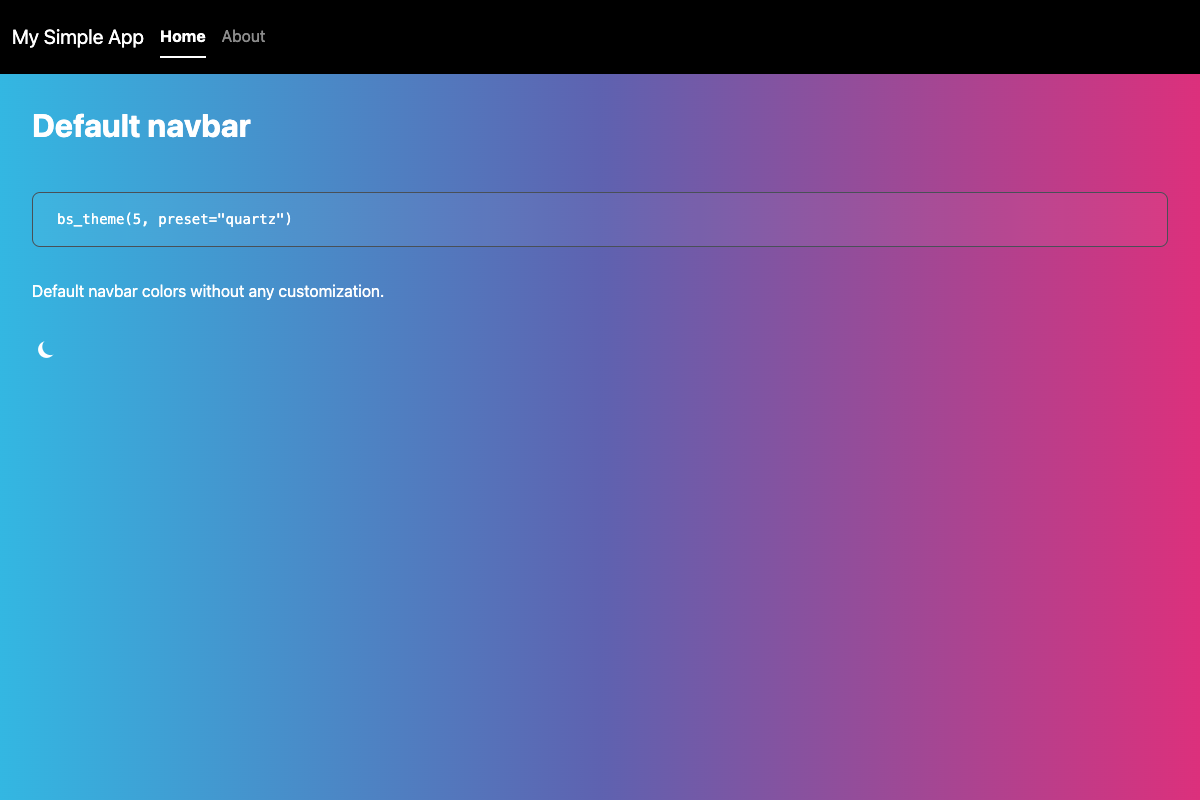 My Simple App Home About
Default navbar
bs_theme(5, preset="quartz")
Default navbar colors without any customization.